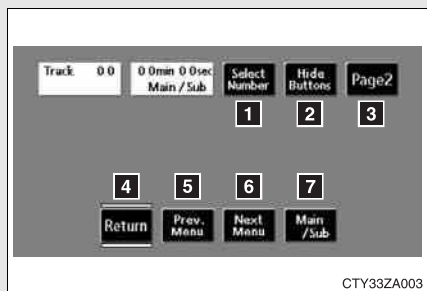 Track 0 0 0 0min 0 0sec Select Hide Page2
Main / Sub Number Buttons
1 2 3
4 5 6 7
Return Prev. Next Main
Menu Menu /Sub
CTY33ZA003